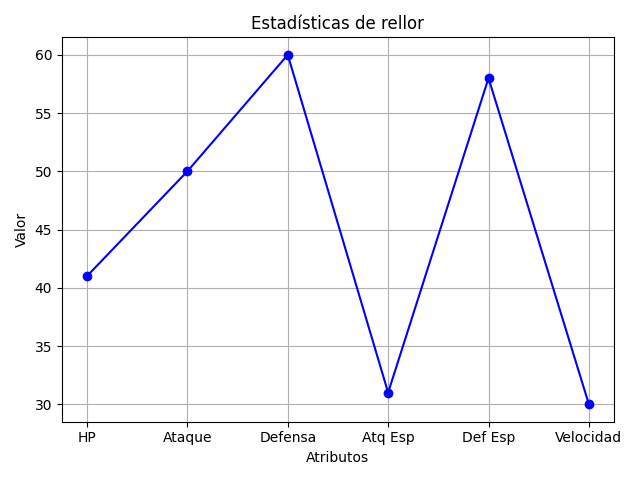 Estadísticas de rellor
Valor
60
55
50
45
40
35
30
HP Ataque Defensa Atq Esp Def Esp Velocidad
Atributos